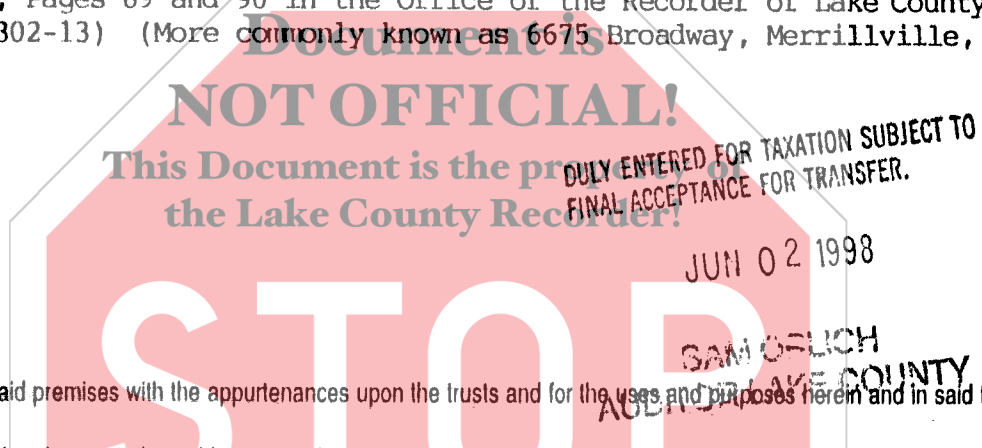 , Pages 89 and 90 in the Office of the Recorder of Lake County
302-13) (More commonly known as 6675 Broadway, Merrillville,
Document is
NOT OFFICIAL!
This Document is the property of
the Lake County Recorder!
DULY ENTERED FOR TAXATION SUBJECT TO
FINAL ACCEPTANCE FOR TRANSFER.
JUN 02 1998
STOP
SAM ORLICH
AUDITOR LAKE COUNTY
aid premises with the appurtenances upon the trusts and for the uses and purposes herein and in said